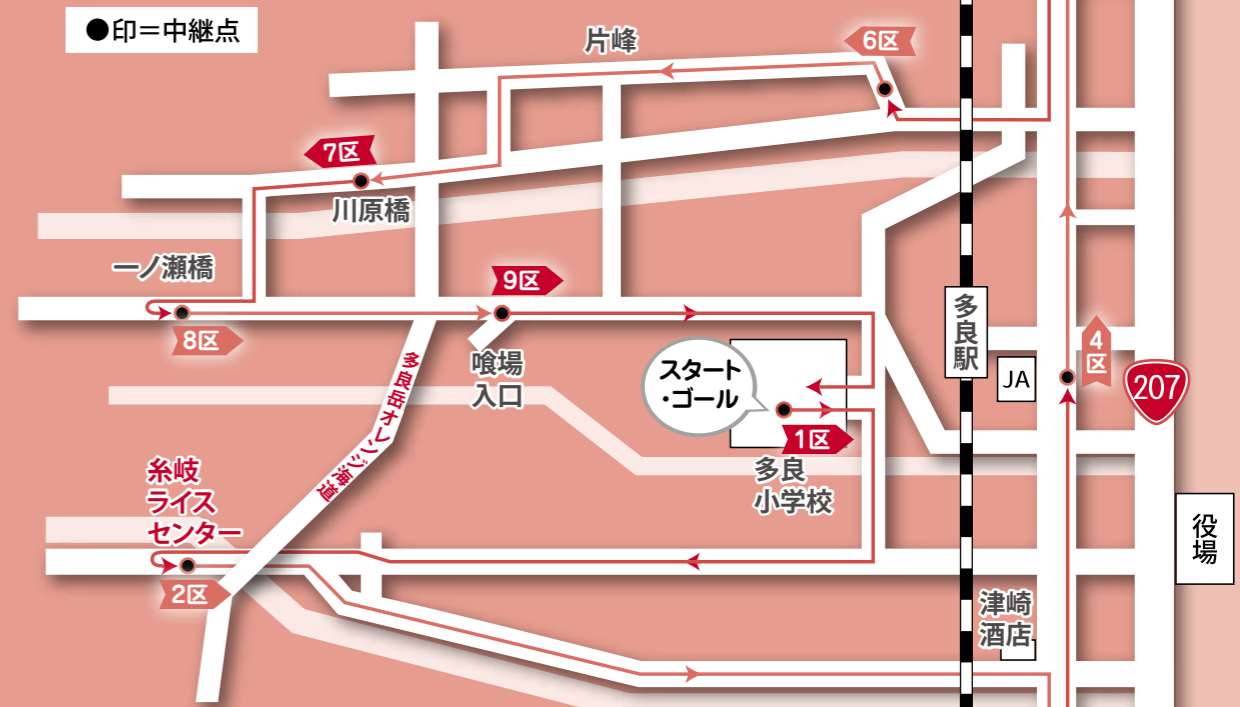 ●印=中継点
片峰
6区
7区
川原橋
一ノ瀬橋
8区
9区
喰場
入口
多良岳オレンジ海道
スタート
・ゴール
1区
多良
小学校
多良駅
JA
4区
207
糸岐
ライス
センター
2区
役場
津崎
酒店